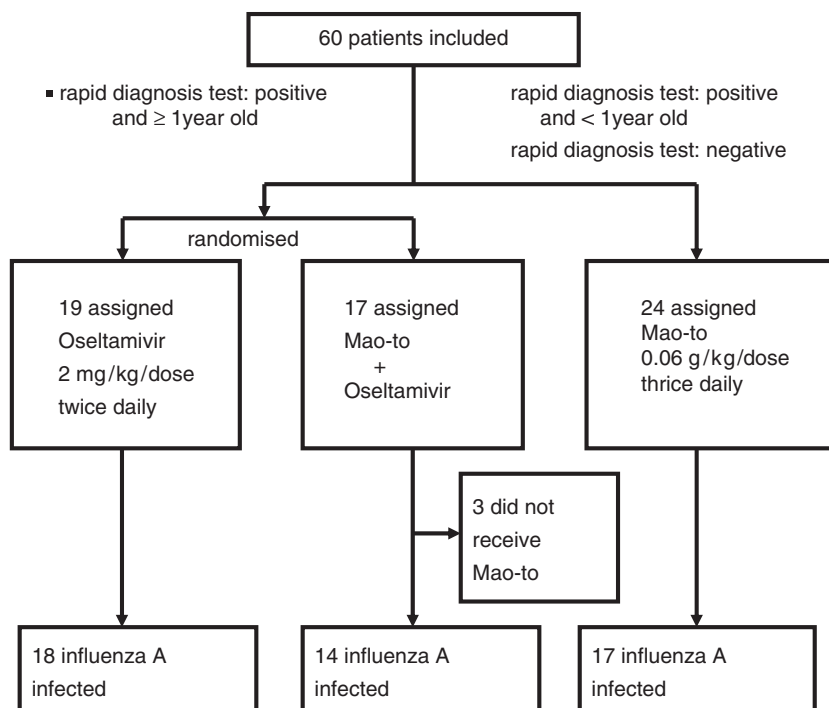 60 patients included
▪ rapid diagnosis test: positive
and ≥ 1year old
rapid diagnosis test: positive
and < 1year old
rapid diagnosis test: negative
randomised
19 assigned
Oseltamivir
2 mg/kg/dose
twice daily
17 assigned
Mao-to
+
Oseltamivir
24 assigned
Mao-to
0.06 g/kg/dose
thrice daily
3 did not
receive
Mao-to
18 influenza A
infected
14 influenza A
infected
17 influenza A
infected